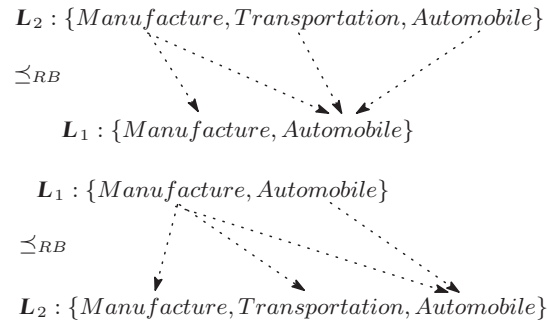 L₂ : {Manufacture, Transportation, Automobile}
⪯RB
L₁ : {Manufacture, Automobile}
L₁ : {Manufacture, Automobile}
⪯RB
L₂ : {Manufacture, Transportation, Automobile}